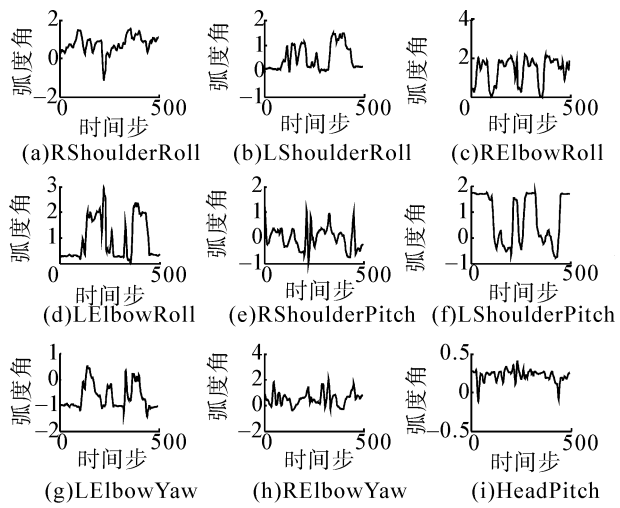 弧度角 2 0 −2 0 500 时间步
(a)RShoulderRoll
弧度角 2 1 0 −1 0 500 时间步
(b)LShoulderRoll
弧度角 4 2 0 500 时间步
(c)RElbowRoll
弧度角 3 2 1 0 500 时间步
(d)LElbowRoll
弧度角 2 1 0 −1 0 500 时间步
(e)RShoulderPitch
弧度角 2 1 0 −1 0 500 时间步
(f)LShoulderPitch
弧度角 1 0 −1 −2 0 500 时间步
(g)LElbowYaw
弧度角 4 2 0 −2 0 500 时间步
(h)RElbowYaw
弧度角 0.5 0 −0.5 0 500 时间步
(i)HeadPitch